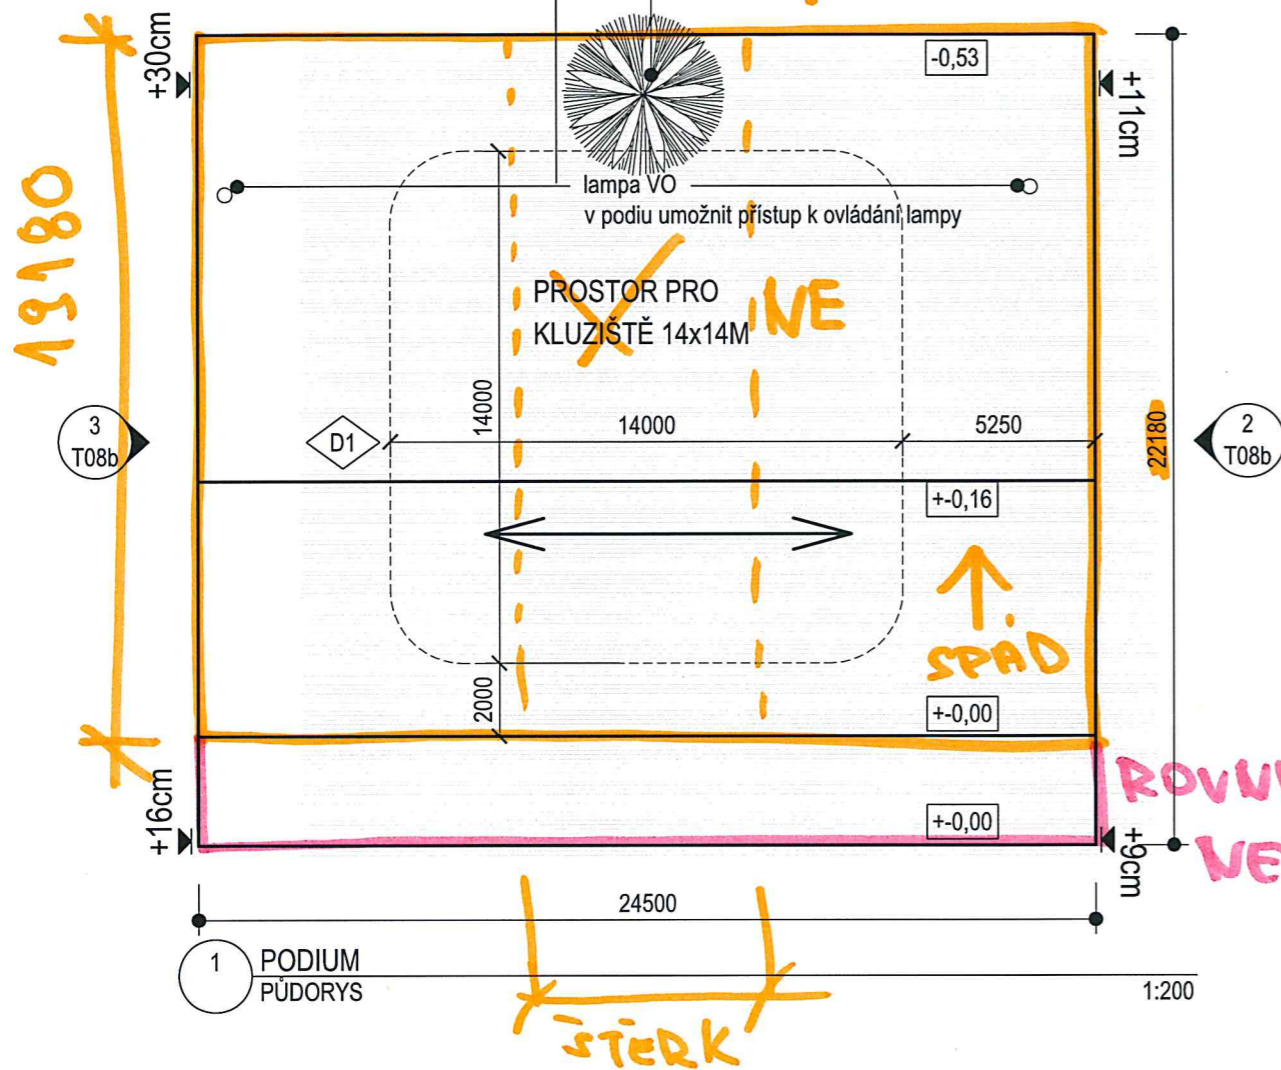 +30cm
-0,53
+11cm
19180
lampa VO
v podiu umožnit přístup k ovládání lampy
PROSTOR PRO
KLUZIŠTĚ 14x14M
NE
3
T08b
D1
14000
14000
5250
22180
2
T08b
+-0,16
SPÁD
2000
+-0,00
+16cm
+-0,00
+9cm
NE
24500
1
PODIUM
PŮDORYS
1:200
ŠTĚRK